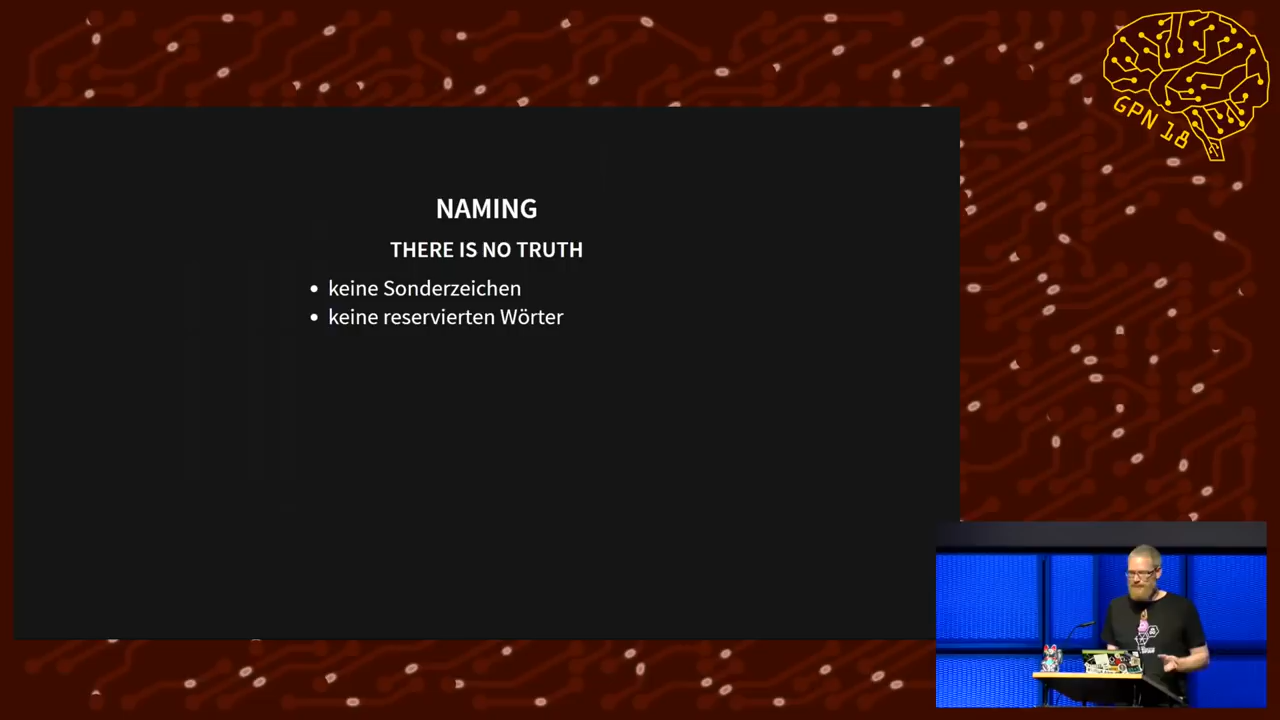 GPN 18
NAMING
THERE IS NO TRUTH
keine Sonderzeichen
keine reservierten Wörter